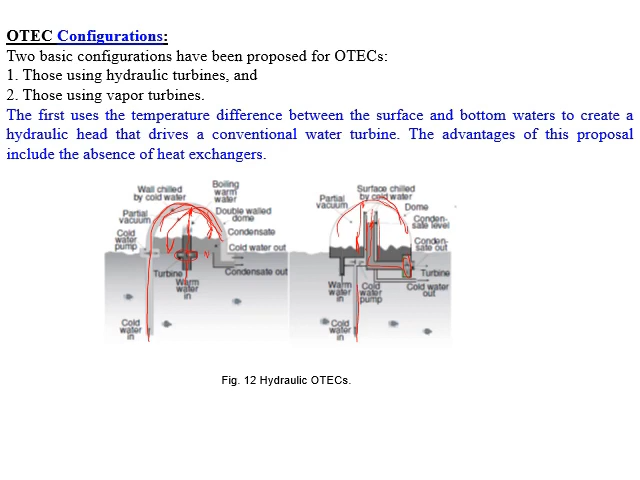 OTEC Configurations:
Two basic configurations have been proposed for OTECs:
1. Those using hydraulic turbines, and
2. Those using vapor turbines.
The first uses the temperature difference between the surface and bottom waters to create a
hydraulic head that drives a conventional water turbine. The advantages of this proposal
include the absence of heat exchangers.
Wall chilled
by cold water
Boiling
warm
water
Partial
vacuum
Double walled
dome
Cold
water
pump
Condensate
Cold water out
Turbine
Condensate out
Warm
water
in
Cold
water
in
Surface chilled
by cold water
Partial
vacuum
Dome
Conden-
sate level
Conden-
sate out
Turbine
Warm
water
in
Cold
water
pump
Cold water
out
Cold
water
in
Fig. 12 Hydraulic OTECs.